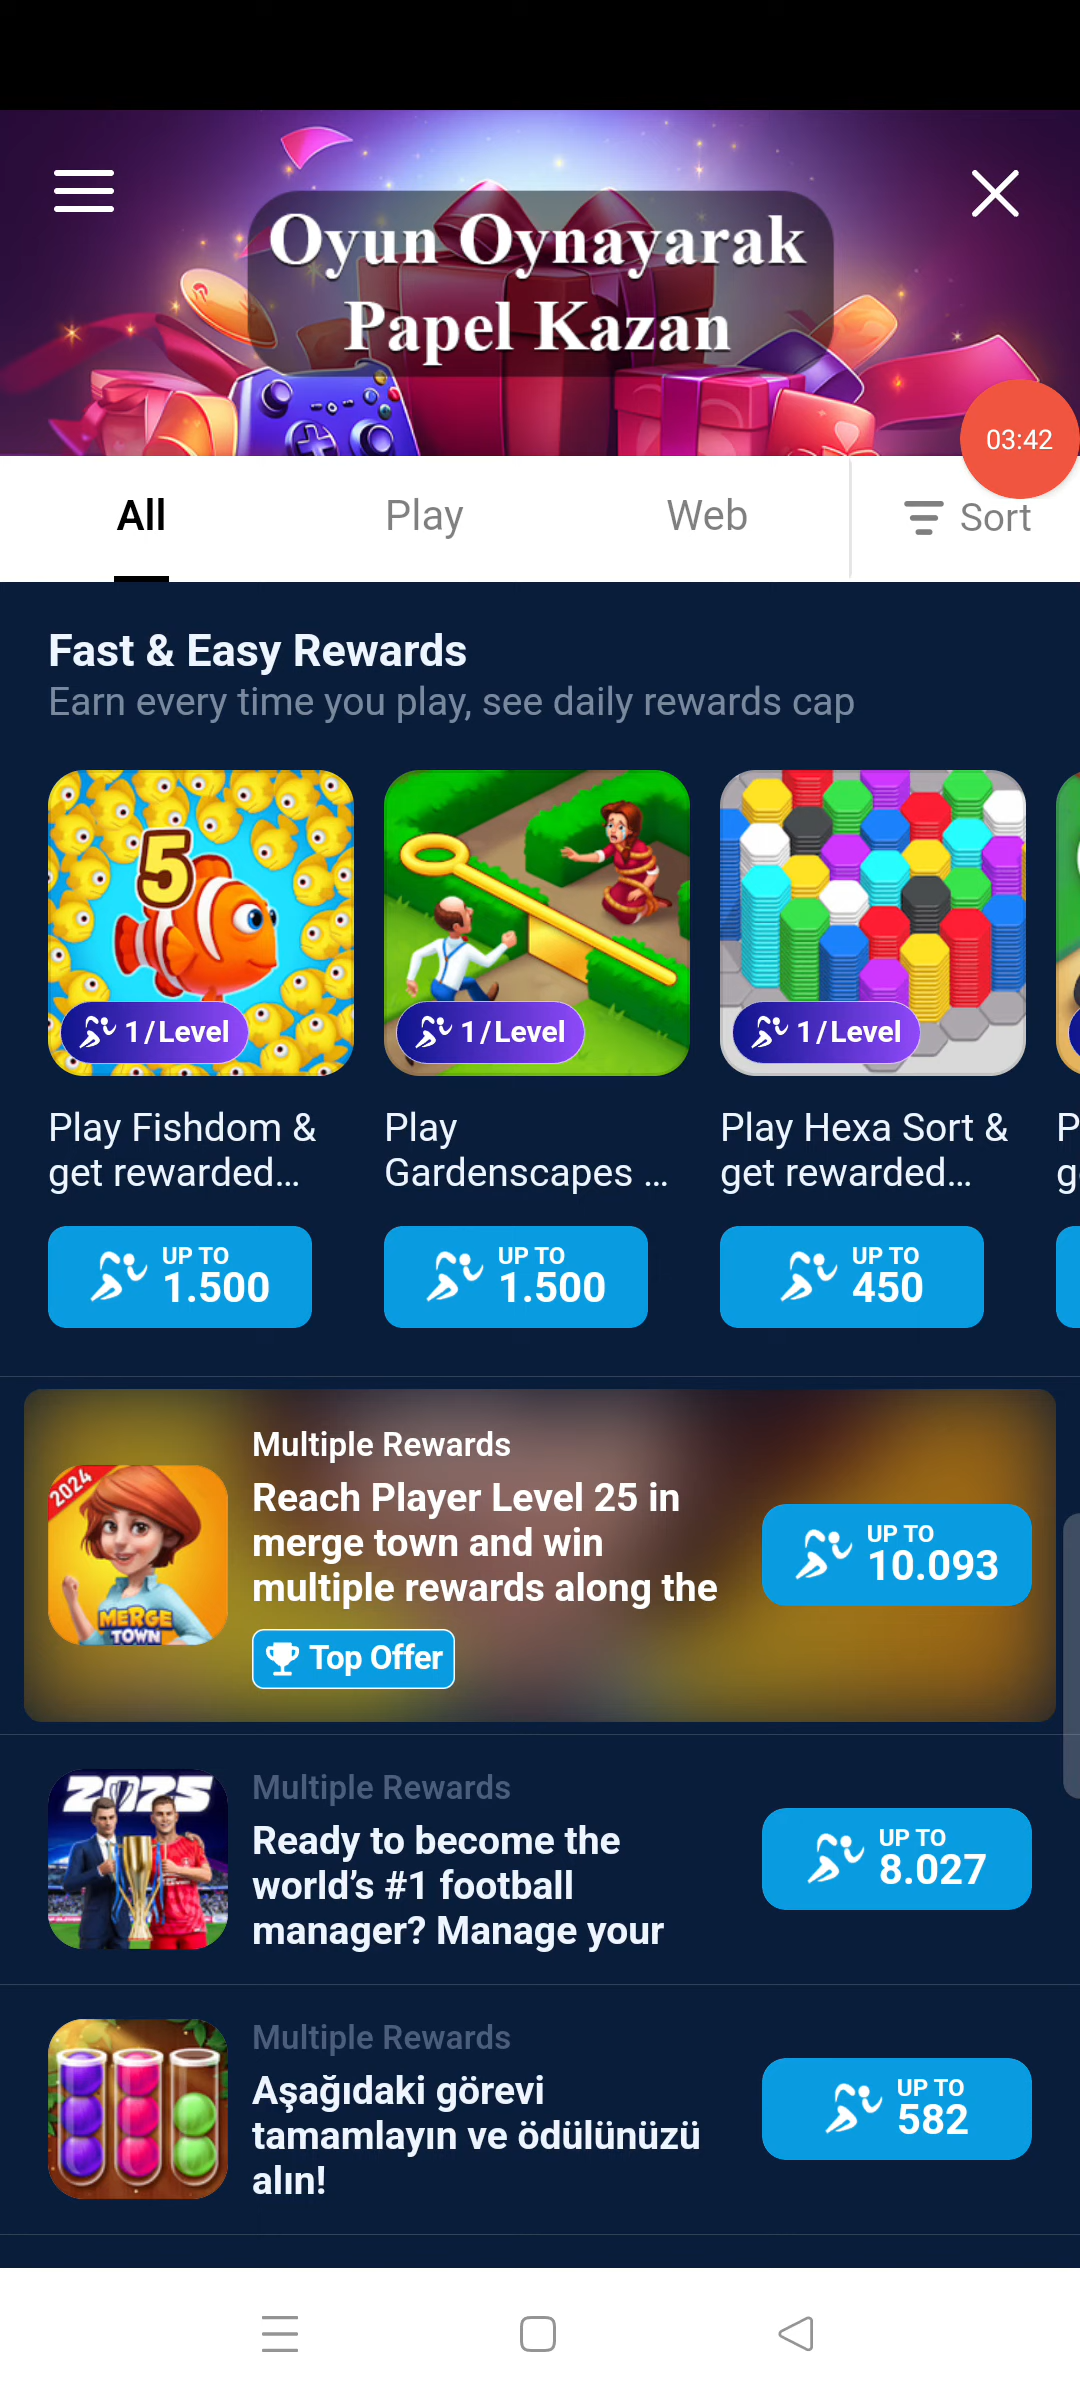 Oyun Oynayarak
Papel Kazan
03:42
All
Play
Web
Sort
Fast & Easy Rewards
Earn every time you play, see daily rewards cap
5
1/Level
1/Level
1/Level
Play Fishdom &
get rewarded...
Play
Gardenscapes ...
Play Hexa Sort &
get rewarded...
P
g
UP TO
1.500
UP TO
1.500
UP TO
450
2024
MERGE
TOWN
Multiple Rewards
Reach Player Level 25 in
merge town and win
multiple rewards along the
Top Offer
UP TO
10.093
2025
Multiple Rewards
Ready to become the
world's #1 football
manager? Manage your
UP TO
8.027
Multiple Rewards
Aşağıdaki görevi
tamamlayın ve ödülünüzü
alın!
UP TO
582